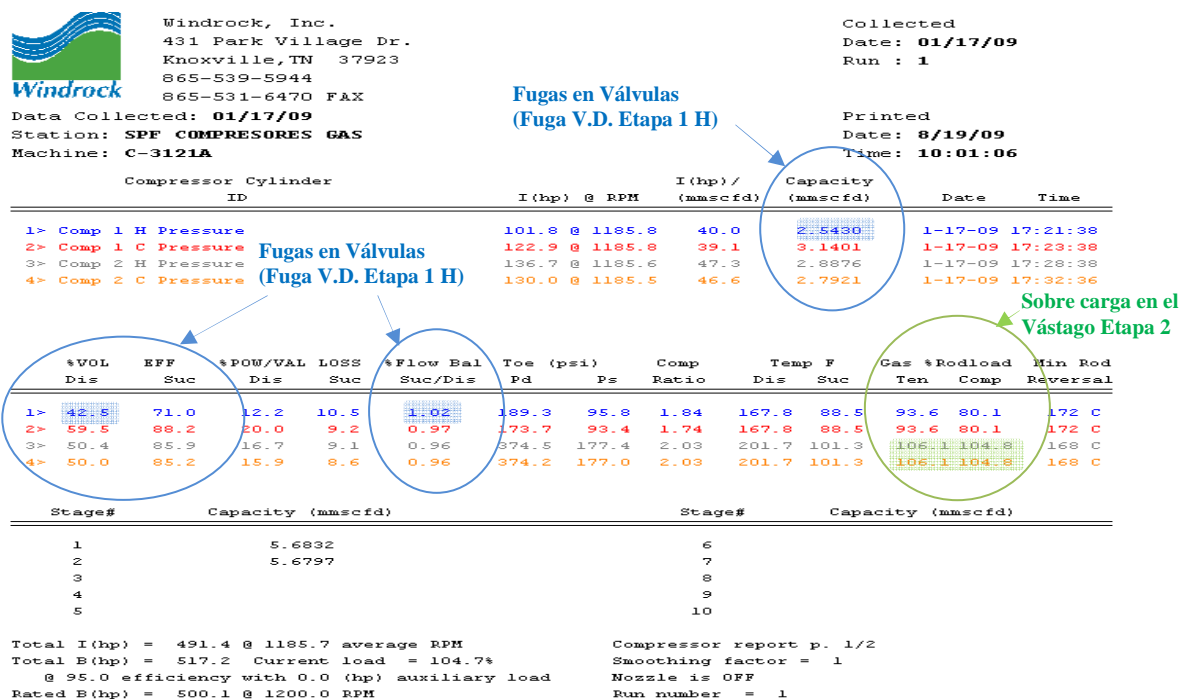 Windrock, Inc.
431 Park Village Dr.
Knoxville, TN 37923
865-539-5944
865-531-6470 FAX
Windrock
Collected
Date: 01/17/09
Run : 1
Fugas en Válvulas
(Fuga V.D. Etapa 1 H)
Data Collected: 01/17/09
Station: SPF COMPRESORES GAS
Machine: C-3121A
Printed
Date: 8/19/09
Time: 10:01:06
Compressor Cylinder I(hp)/ Capacity
ID I(hp) @ RPM (mmscfd) (mmscfd) Date Time
1> Comp 1 H Pressure 101.8 @ 1185.8 40.0 2.5430 1-17-09 17:21:38
2> Comp 1 C Pressure 122.9 @ 1185.8 39.1 3.1401 1-17-09 17:23:38
3> Comp 2 H Pressure 136.7 @ 1185.6 47.3 2.8876 1-17-09 17:28:38
4> Comp 2 C Pressure 130.0 @ 1185.5 46.6 2.7921 1-17-09 17:32:36
Fugas en Válvulas
(Fuga V.D. Etapa 1 H)
Sobre carga en el
Vástago Etapa 2
%VOL EFF %POW/VAL LOSS %Flow Bal Toe (psi) Comp Temp F Gas %Rodload Min Rod
Dis Suc Dis Suc Suc/Dis Pd Ps Ratio Dis Suc Ten Comp Reversal
1> 42.5 71.0 12.2 10.5 1.02 189.3 95.8 1.84 167.8 88.5 93.6 80.1 172 C
2> 59.5 88.2 20.0 9.2 0.97 173.7 93.4 1.74 167.8 88.5 93.6 80.1 172 C
3> 50.4 85.9 16.7 9.1 0.96 374.5 177.4 2.03 201.7 101.3 106.1 104.8 168 C
4> 50.0 85.2 15.9 8.6 0.96 374.2 177.0 2.03 201.7 101.3 106.1 104.8 168 C
Stage# Capacity (mmscfd) Stage# Capacity (mmscfd)
1 5.6832 6
2 5.6797 7
3 8
4 9
5 10
Total I(hp) = 491.4 @ 1185.7 average RPM Compressor report p. 1/2
Total B(hp) = 517.2 Current load = 104.7% Smoothing factor = 1
@ 95.0 efficiency with 0.0 (hp) auxiliary load Nozzle is OFF
Rated B(hp) = 500.1 @ 1200.0 RPM Run number = 1